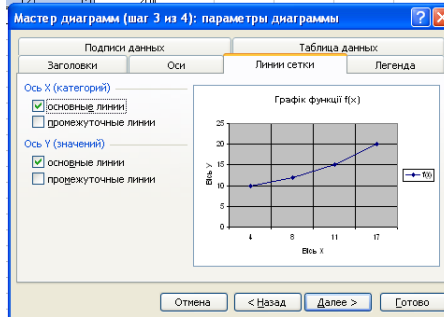 Мастер диаграмм (шаг 3 из 4): параметры диаграммы
Подписи данных
Таблица данных
Заголовки
Оси
Линии сетки
Легенда
Ось X (категорий)
основные линии
промежуточные линии
Ось Y (значений)
основные линии
промежуточные линии
Графік функції f(x)
25
20
15
10
5
0
Вісь У
4
8
11
17
Вісь Х
Отмена
< Назад
Далее >
Готово